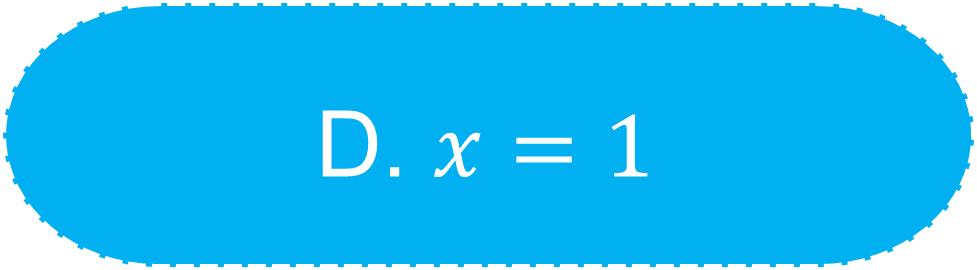 D. x = 1